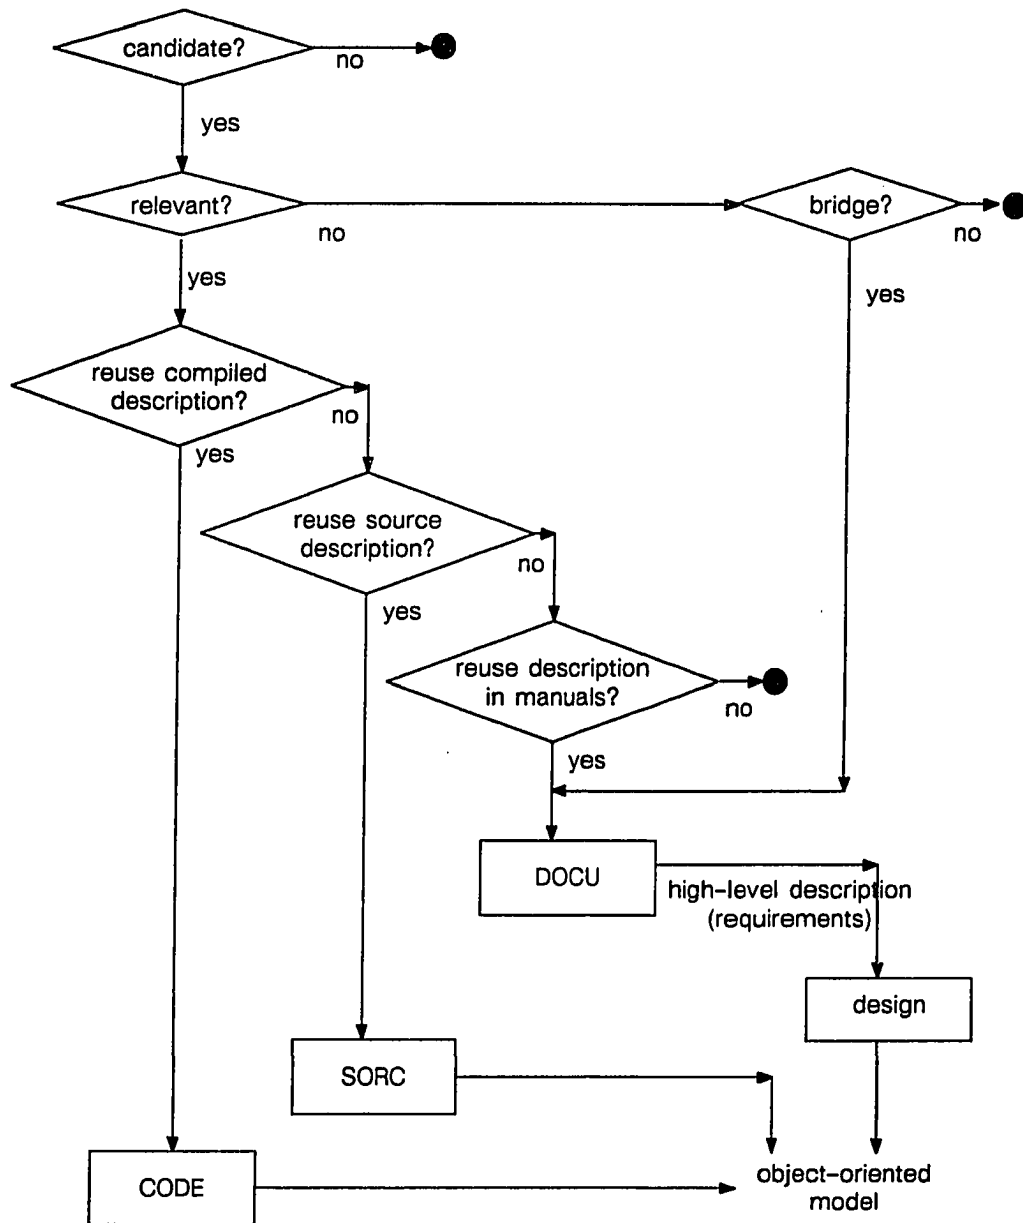 candidate?
no
yes
relevant?
no
bridge?
no
yes
yes
reuse compiled
description?
no
yes
reuse source
description?
no
yes
reuse description
in manuals?
no
yes
DOCU
high-level description
(requirements)
design
SORC
object-oriented
model
CODE